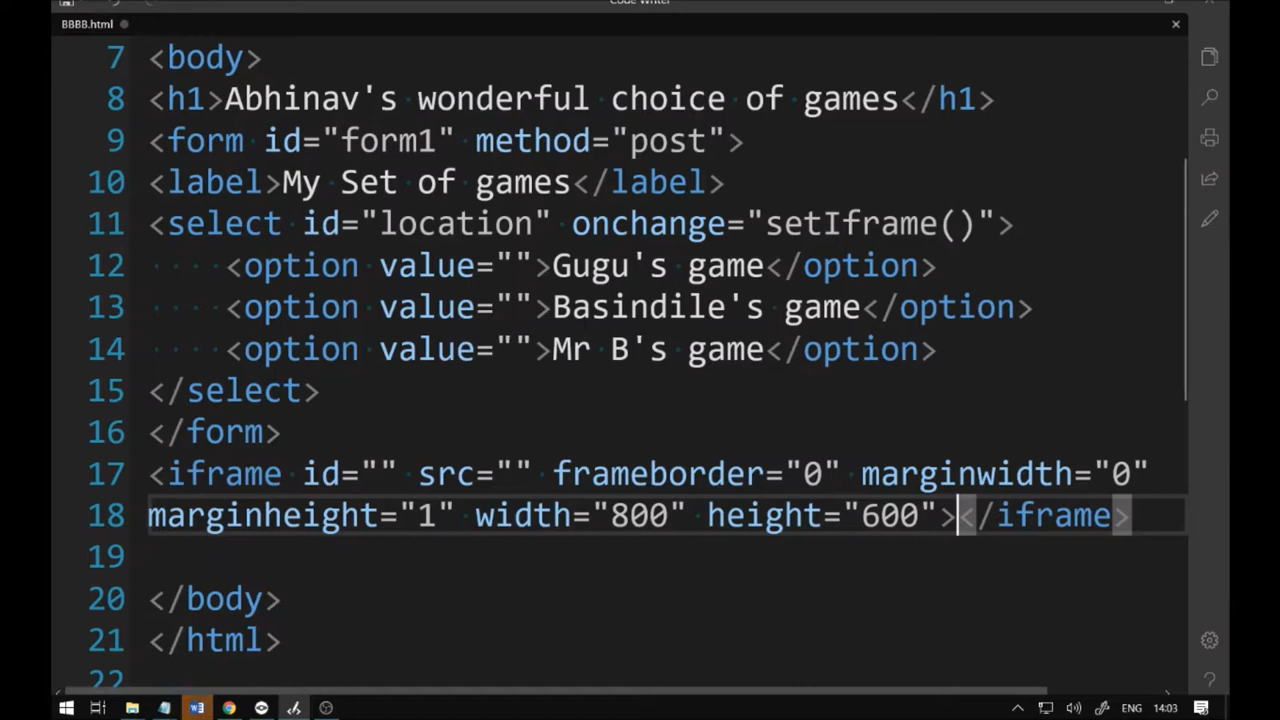 Code Writer
BBBB.html
7 <body>
8 <h1>Abhinav's wonderful choice of games</h1>
9 <form id="form1" method="post">
10 <label>My Set of games</label>
11 <select id="location" onchange="setIframe()">
12 <option value="">Gugu's game</option>
13 <option value="">Basindile's game</option>
14 <option value="">Mr B's game</option>
15 </select>
16 </form>
17 <iframe id="" src="" frameborder="0" marginwidth="0"
18 marginheight="1" width="800" height="600"></iframe>
19
20 </body>
21 </html>
22
ENG 14:03